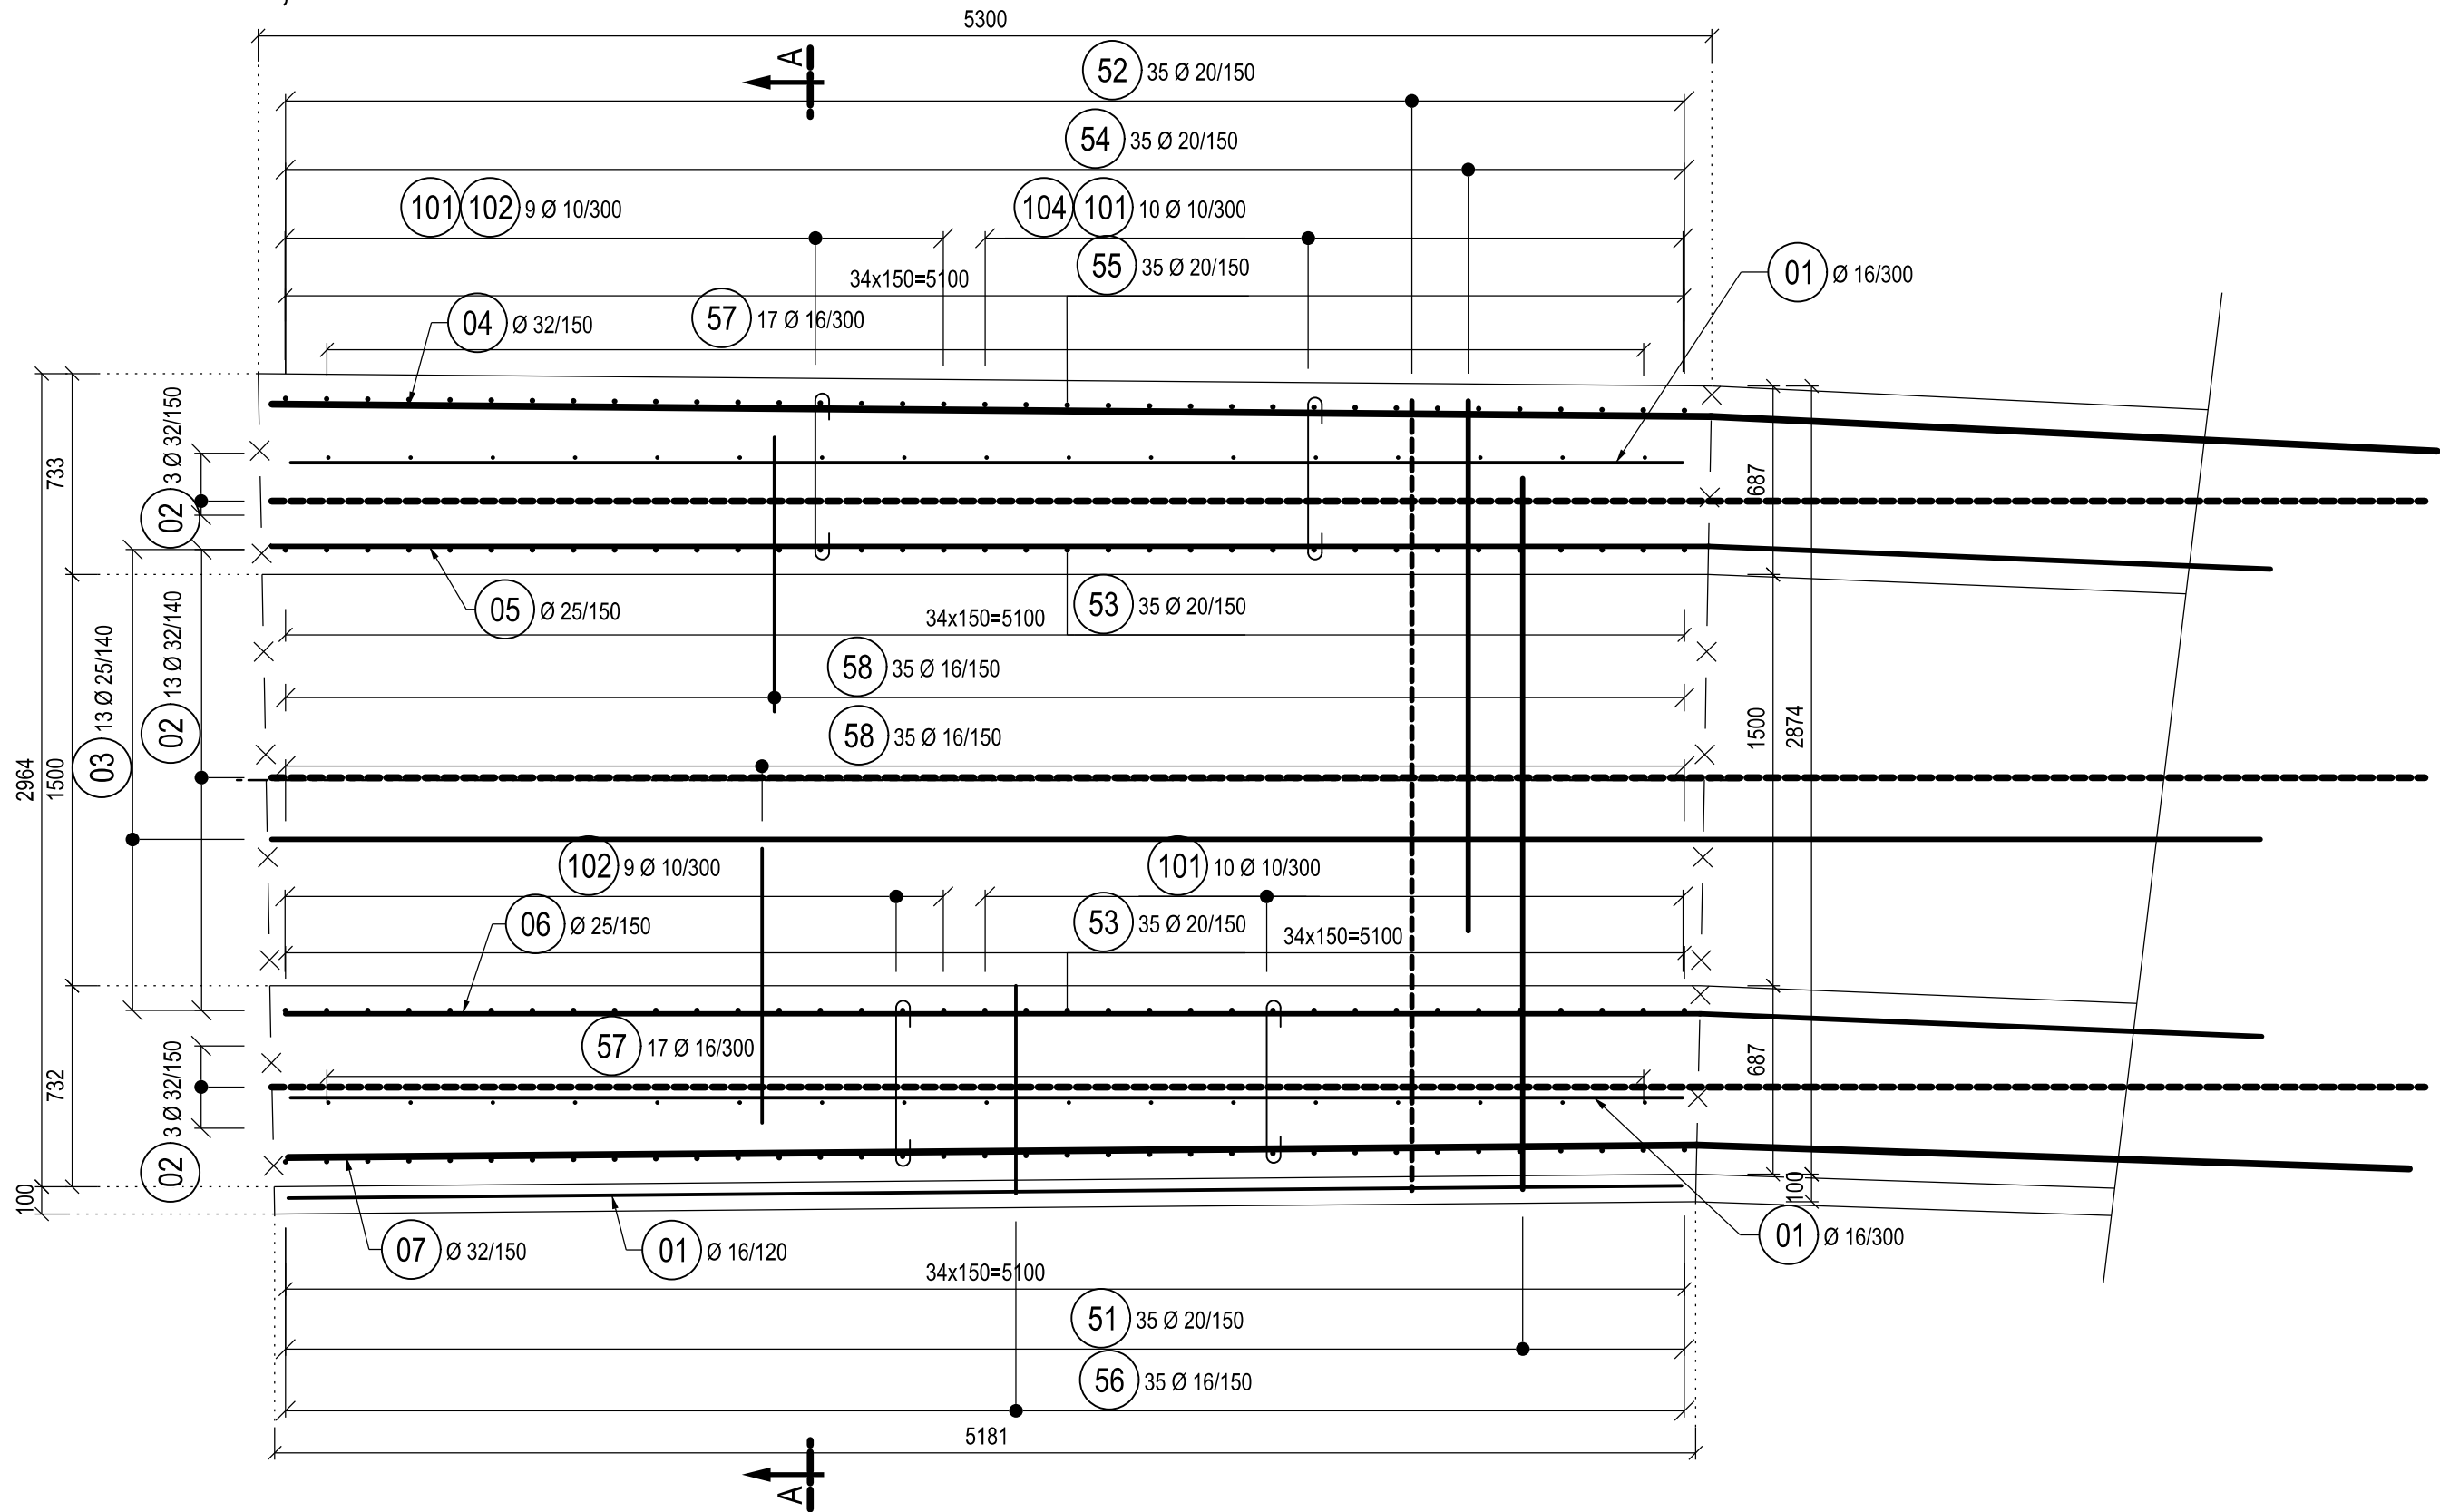 5300
A
52 35 Ø 20/150
54 35 Ø 20/150
101 102 9 Ø 10/300
104 101 10 Ø 10/300
55 35 Ø 20/150
34x150=5100
01 Ø 16/300
04 Ø 32/150
57 17 Ø 16/300
3 Ø 32/150
02
733
687
05 Ø 25/150
34x150=5100
53 35 Ø 20/150
58 35 Ø 16/150
58 35 Ø 16/150
13 Ø 25/140
03
13 Ø 32/140
02
2964
1500
1500
2874
102 9 Ø 10/300
101 10 Ø 10/300
06 Ø 25/150
53 35 Ø 20/150
34x150=5100
57 17 Ø 16/300
687
732
3 Ø 32/150
02
100
100
07 Ø 32/150
01 Ø 16/120
01 Ø 16/300
34x150=5100
51 35 Ø 20/150
56 35 Ø 16/150
5181
A